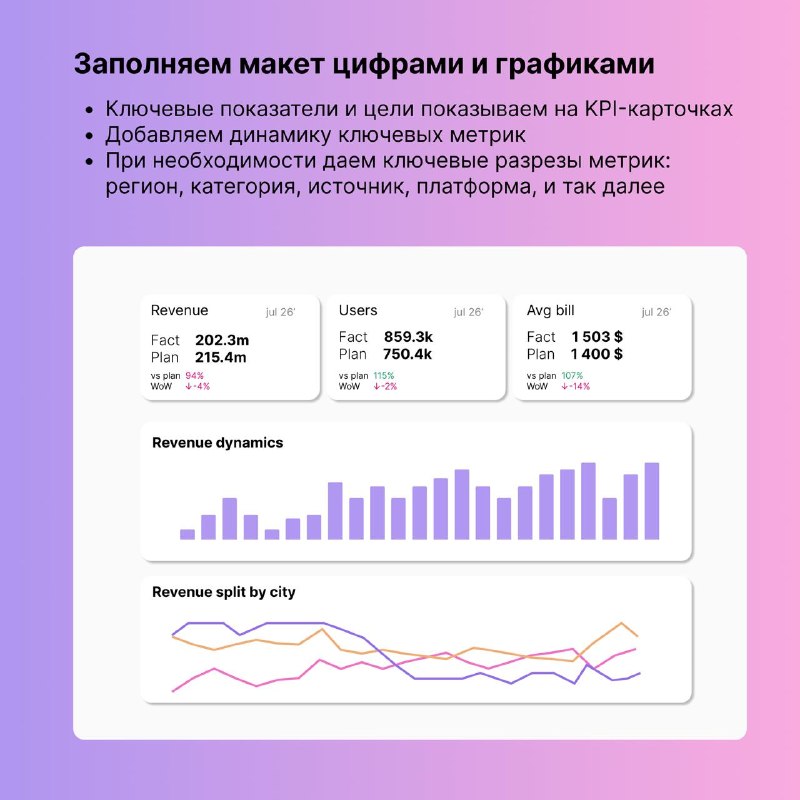 Заполняем макет цифрами и графиками
• Ключевые показатели и цели показываем на KPI-карточках
• Добавляем динамику ключевых метрик
• При необходимости даем ключевые разрезы метрик:
регион, категория, источник, платформа, и так далее
Revenue jul 26'
Fact 202.3m
Plan 215.4m
vs plan 94%
WoW ↓-4%
Users jul 26'
Fact 859.3k
Plan 750.4k
vs plan 115%
WoW ↓-2%
Avg bill jul 26'
Fact 1 503 $
Plan 1 400 $
vs plan 107%
WoW ↓-14%
Revenue dynamics
Revenue split by city